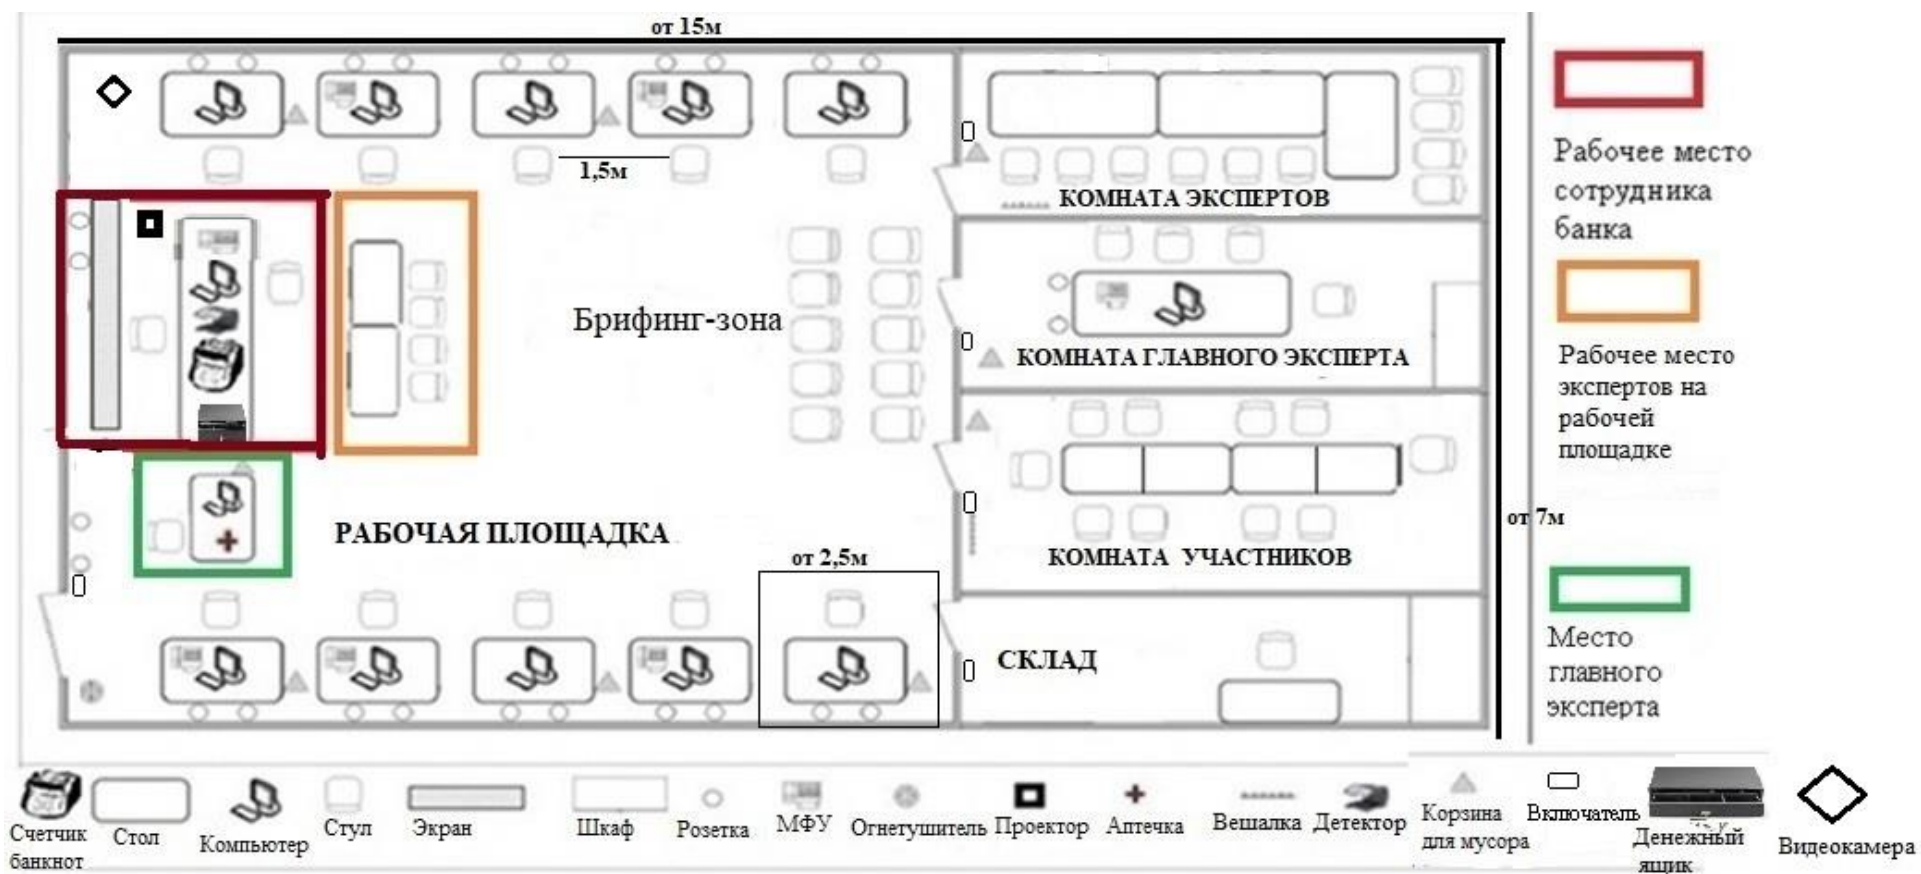 от 15м
1,5м
КОМНАТА ЭКСПЕРТОВ
Рабочее место
сотрудника
банка
Брифинг-зона
КОМНАТА ГЛАВНОГО ЭКСПЕРТА
Рабочее место
экспертов на
рабочей
площадке
РАБОЧАЯ ПЛОЩАДКА
от 2,5м
КОМНАТА УЧАСТНИКОВ
от 7м
СКЛАД
Место
главного
эксперта
Счетчик
банкнот
Стол
Компьютер
Стул
Экран
Шкаф
Розетка
МФУ
Огнетушитель
Проектор
Аптечка
Вешалка
Детектор
Корзина
для мусора
Включатель
Денежный
ящик
Видеокамера